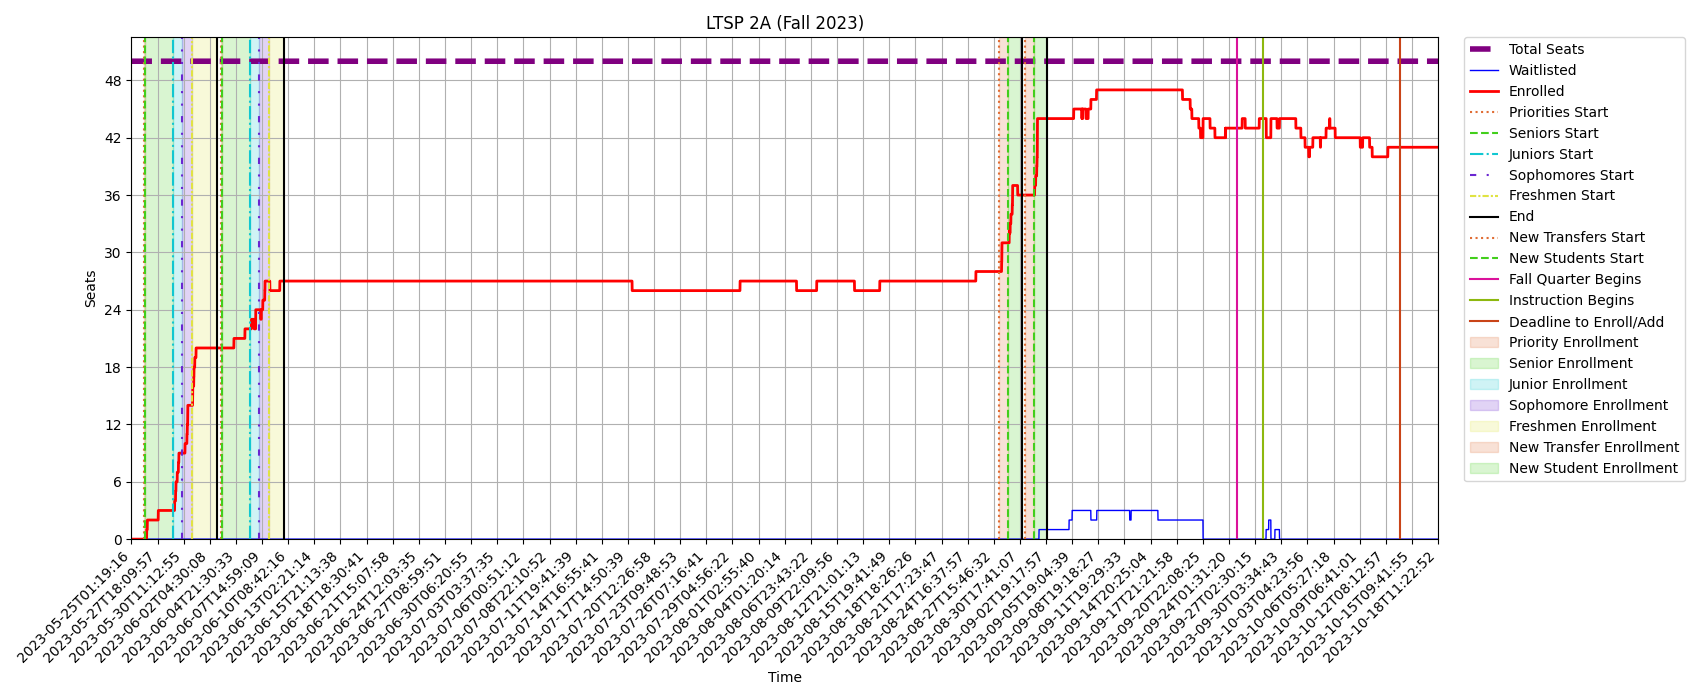 LTSP 2A (Fall 2023)
Seats
48
42
36
30
24
18
12
6
0
2023-05-25T01:19:16
2023-05-27T18:09:57
2023-05-30T11:12:55
2023-06-02T04:30:08
2023-06-04T21:30:33
2023-06-07T14:59:09
2023-06-10T08:42:16
2023-06-13T02:21:14
2023-06-15T21:13:38
2023-06-18T18:30:41
2023-06-21T15:07:58
2023-06-24T12:03:35
2023-06-27T08:59:51
2023-06-30T06:20:55
2023-07-03T03:37:35
2023-07-06T00:51:12
2023-07-08T22:10:52
2023-07-11T19:41:39
2023-07-14T16:55:41
2023-07-17T14:50:39
2023-07-20T12:26:58
2023-07-23T09:48:53
2023-07-26T07:16:41
2023-07-29T04:56:22
2023-08-01T02:55:40
2023-08-04T01:20:14
2023-08-06T23:43:22
2023-08-09T22:09:56
2023-08-12T21:01:13
2023-08-15T19:41:49
2023-08-18T18:26:26
2023-08-21T17:23:47
2023-08-24T16:37:57
2023-08-27T15:46:32
2023-08-30T17:41:07
2023-09-02T19:17:57
2023-09-05T19:04:39
2023-09-08T19:18:27
2023-09-11T19:29:33
2023-09-14T20:25:04
2023-09-17T21:21:58
2023-09-20T22:08:25
2023-09-24T01:31:20
2023-09-27T02:30:15
2023-09-30T03:34:43
2023-10-03T04:23:56
2023-10-06T05:27:18
2023-10-09T06:41:01
2023-10-12T08:12:57
2023-10-15T09:41:55
2023-10-18T11:22:52
Time
Total Seats
Waitlisted
Enrolled
Priorities Start
Seniors Start
Juniors Start
Sophomores Start
Freshmen Start
End
New Transfers Start
New Students Start
Fall Quarter Begins
Instruction Begins
Deadline to Enroll/Add
Priority Enrollment
Senior Enrollment
Junior Enrollment
Sophomore Enrollment
Freshmen Enrollment
New Transfer Enrollment
New Student Enrollment